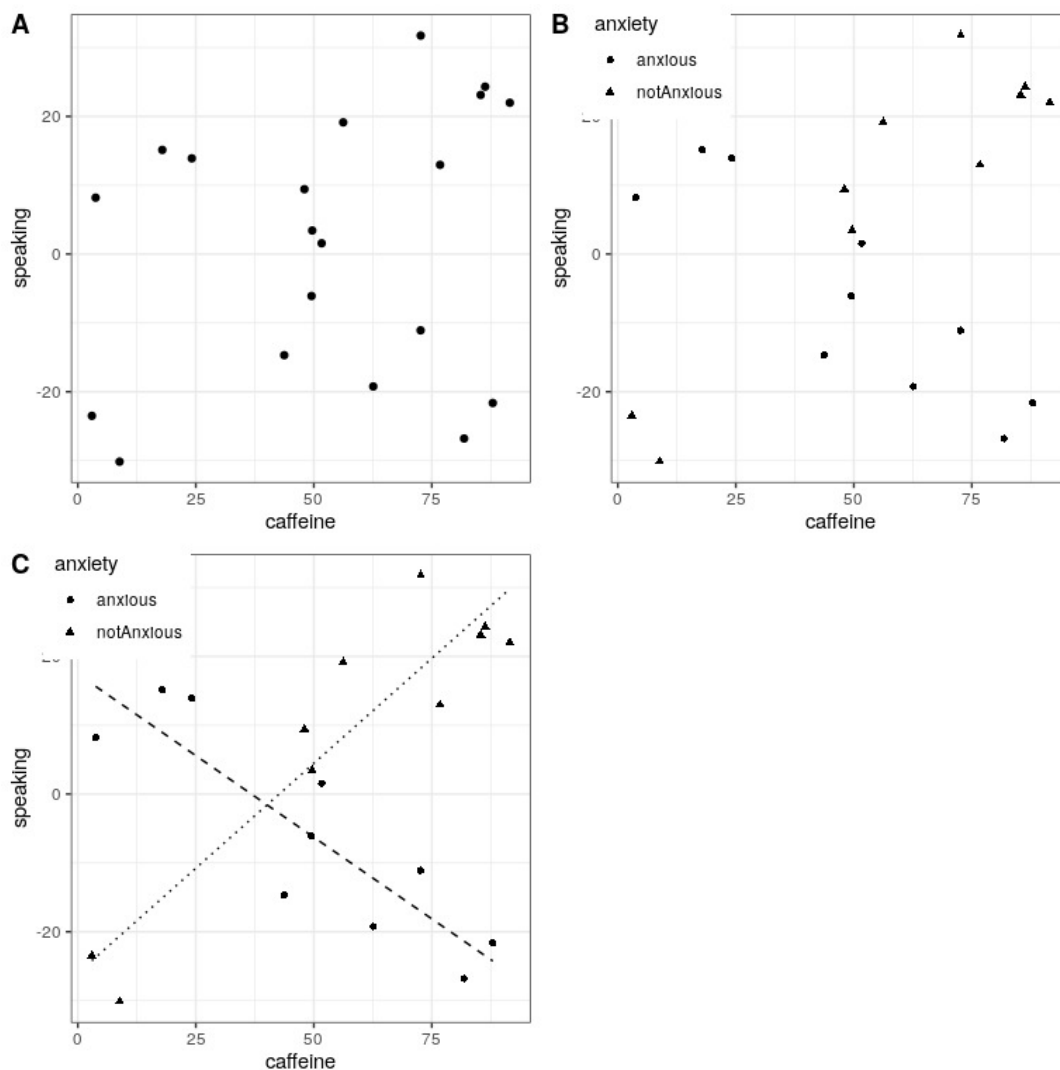 A
20
0
-20
speaking
0
25
50
75
caffeine
B
anxiety
anxious
notAnxious
0
-20
speaking
0
25
50
75
caffeine
C
anxiety
anxious
notAnxious
0
-20
speaking
0
25
50
75
caffeine